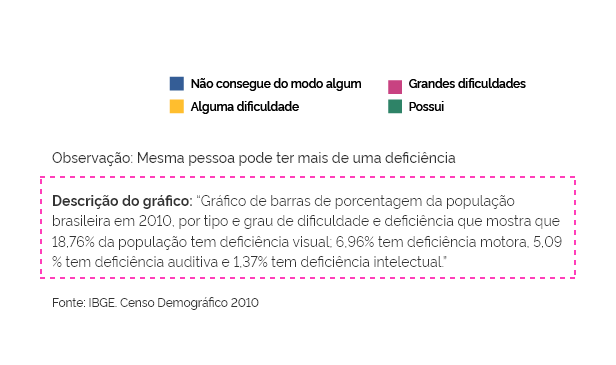 Não consegue do modo algum
Grandes dificuldades
Alguma dificuldade
Possui
Observação: Mesma pessoa pode ter mais de uma deficiência
Descrição do gráfico: “Gráfico de barras de porcentagem da população
brasileira em 2010, por tipo e grau de dificuldade e deficiência que mostra que
18,76% da população tem deficiência visual; 6,96% tem deficiência motora, 5,09
% tem deficiência auditiva e 1,37% tem deficiência intelectual.”
Fonte: IBGE. Censo Demográfico 2010